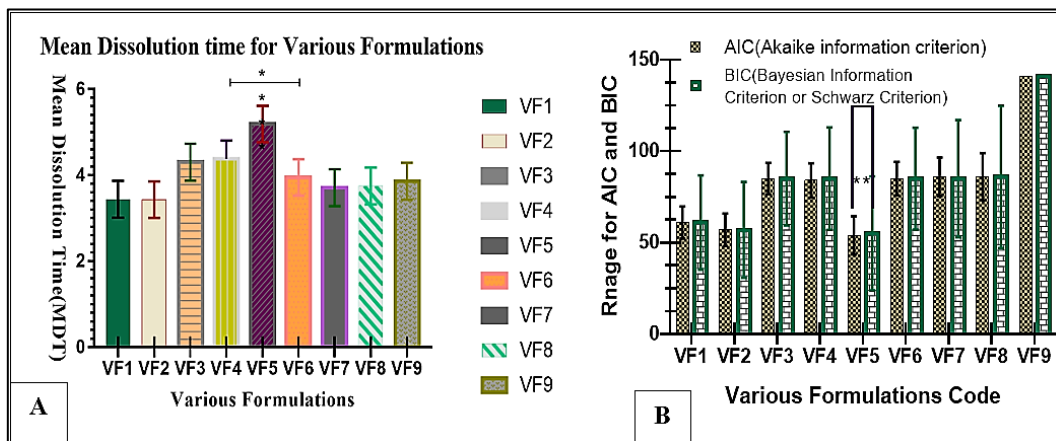 Mean Dissolution time for Various Formulations
Mean Dissolution Time(MDT)
6
4
2
0
*
*
*
VF1 VF2 VF3 VF4 VF5 VF6 VF7 VF8 VF9
Various Formulations
VF1
VF2
VF3
VF4
VF5
VF6
VF7
VF8
VF9
A
AIC(Akaike information criterion)
BIC(Bayesian Information
Criterion or Schwarz Criterion)
Rnage for AIC and BIC
150
100
50
0
**
VF1 VF2 VF3 VF4 VF5 VF6 VF7 VF8 VF9
Various Formulations Code
B